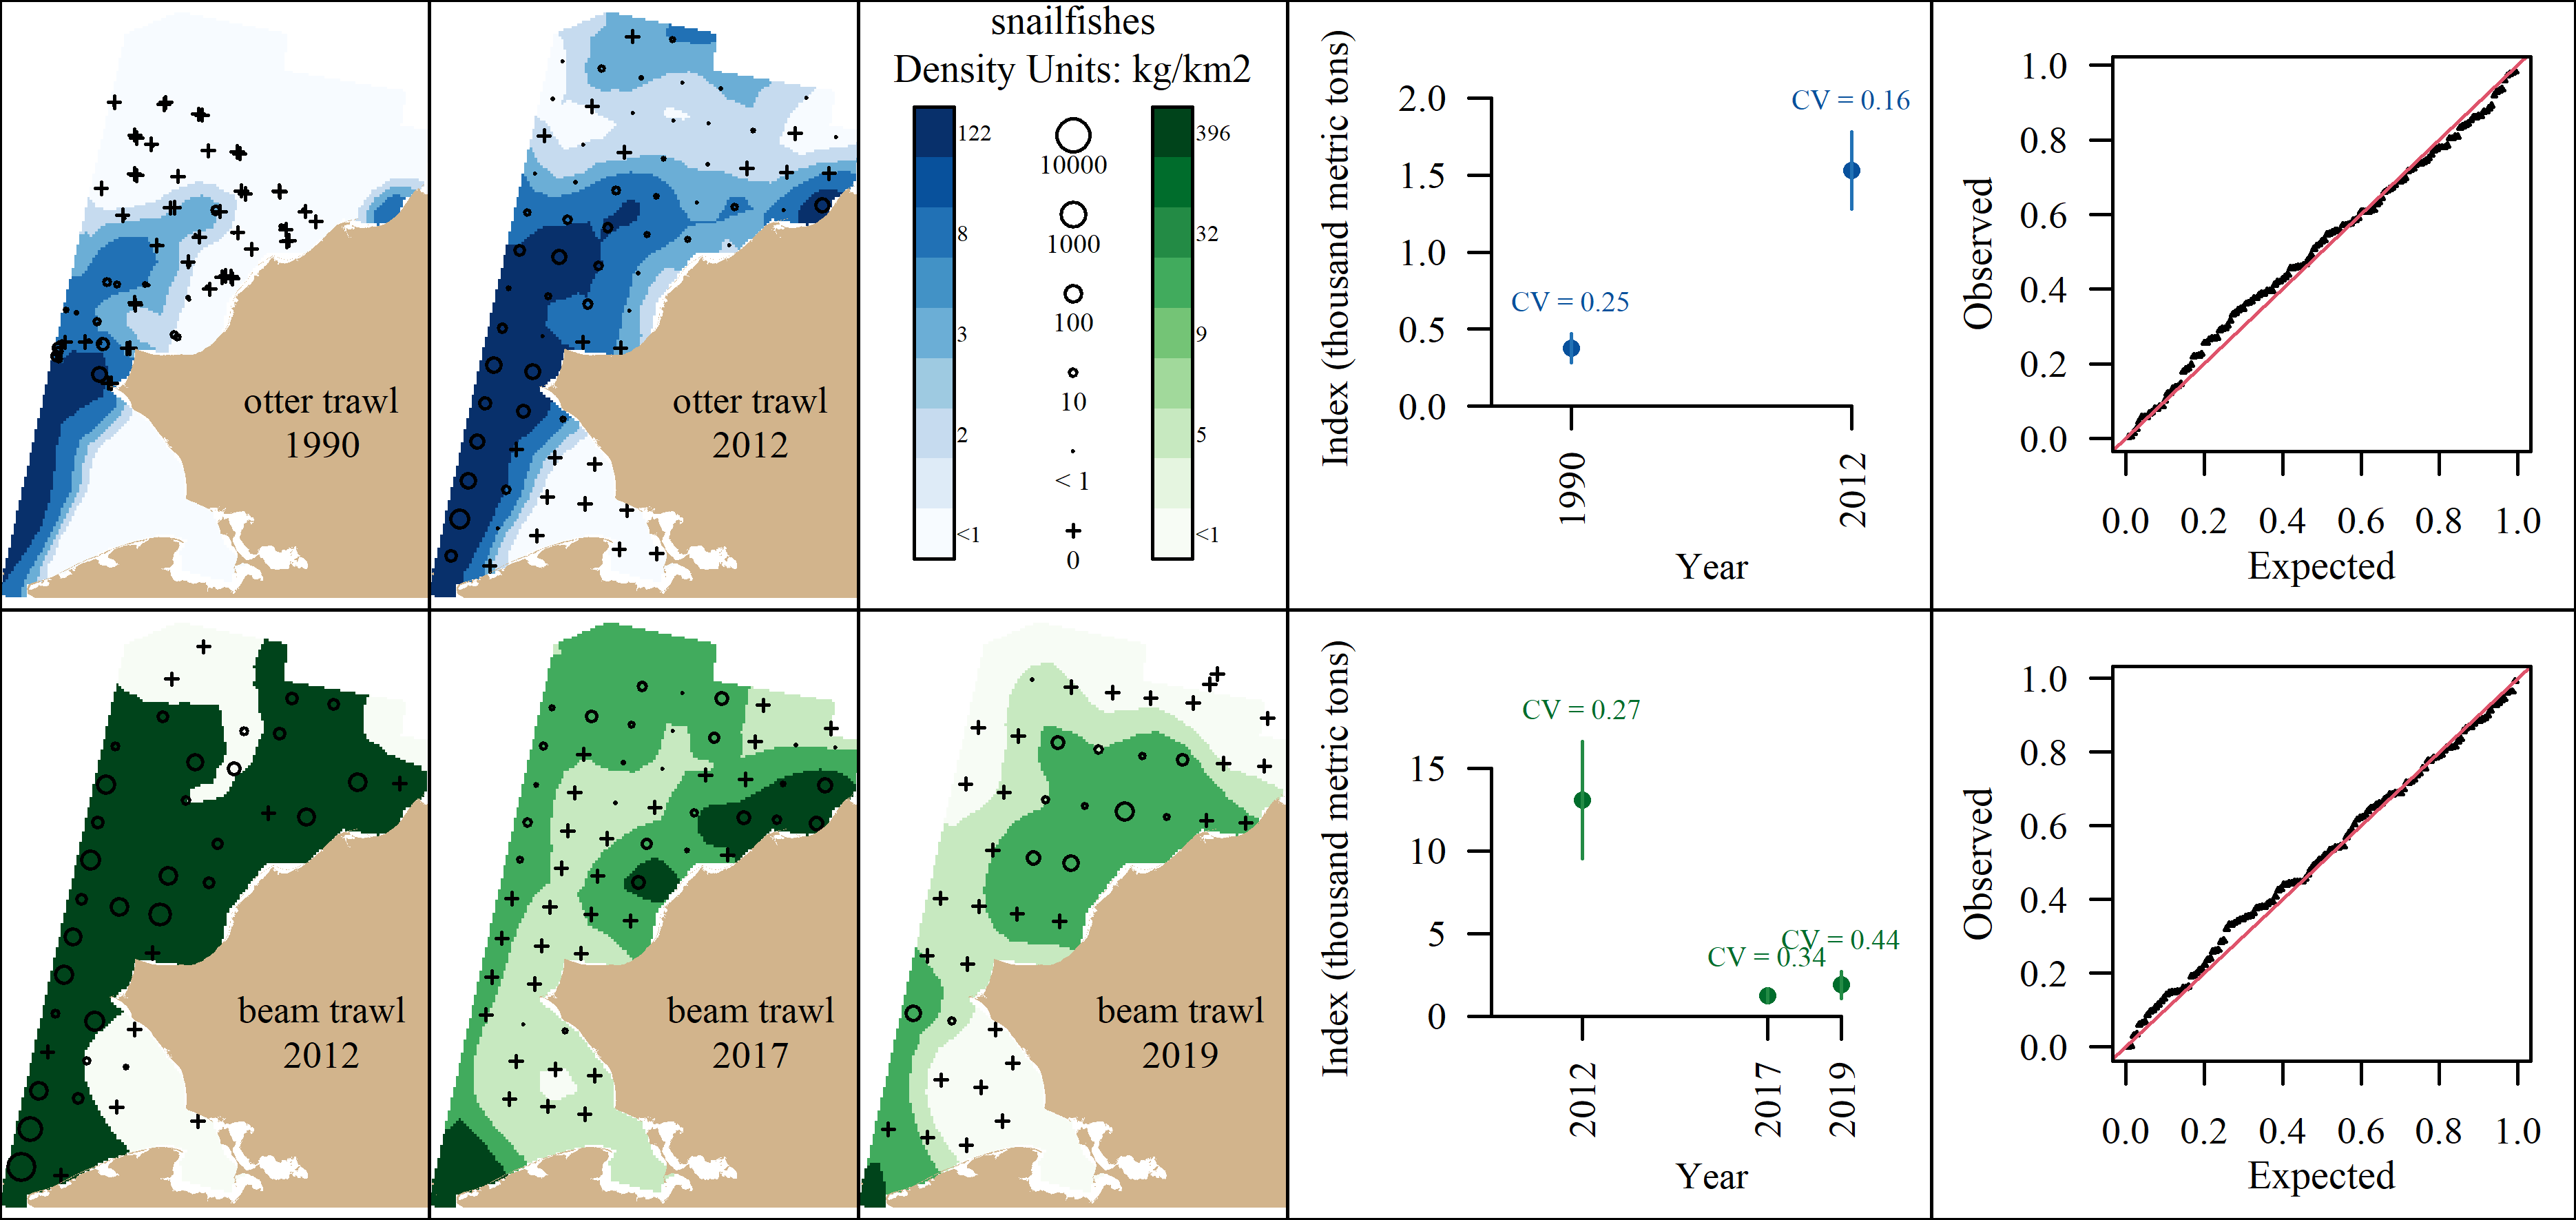 otter trawl
1990
otter trawl
2012
snailfishes
Density Units: kg/km2
122
8
3
2
<1
10000
1000
100
10
< 1
0
396
32
9
5
<1
Index (thousand metric tons)
2.0
1.5
1.0
0.5
0.0
CV = 0.25
CV = 0.16
1990
2012
Year
Observed
1.0
0.8
0.6
0.4
0.2
0.0
0.0 0.2 0.4 0.6 0.8 1.0
Expected
beam trawl
2012
beam trawl
2017
beam trawl
2019
Index (thousand metric tons)
15
10
5
0
CV = 0.27
CV = 0.34
CV = 0.44
2012
2017
2019
Year
Observed
1.0
0.8
0.6
0.4
0.2
0.0
0.0 0.2 0.4 0.6 0.8 1.0
Expected